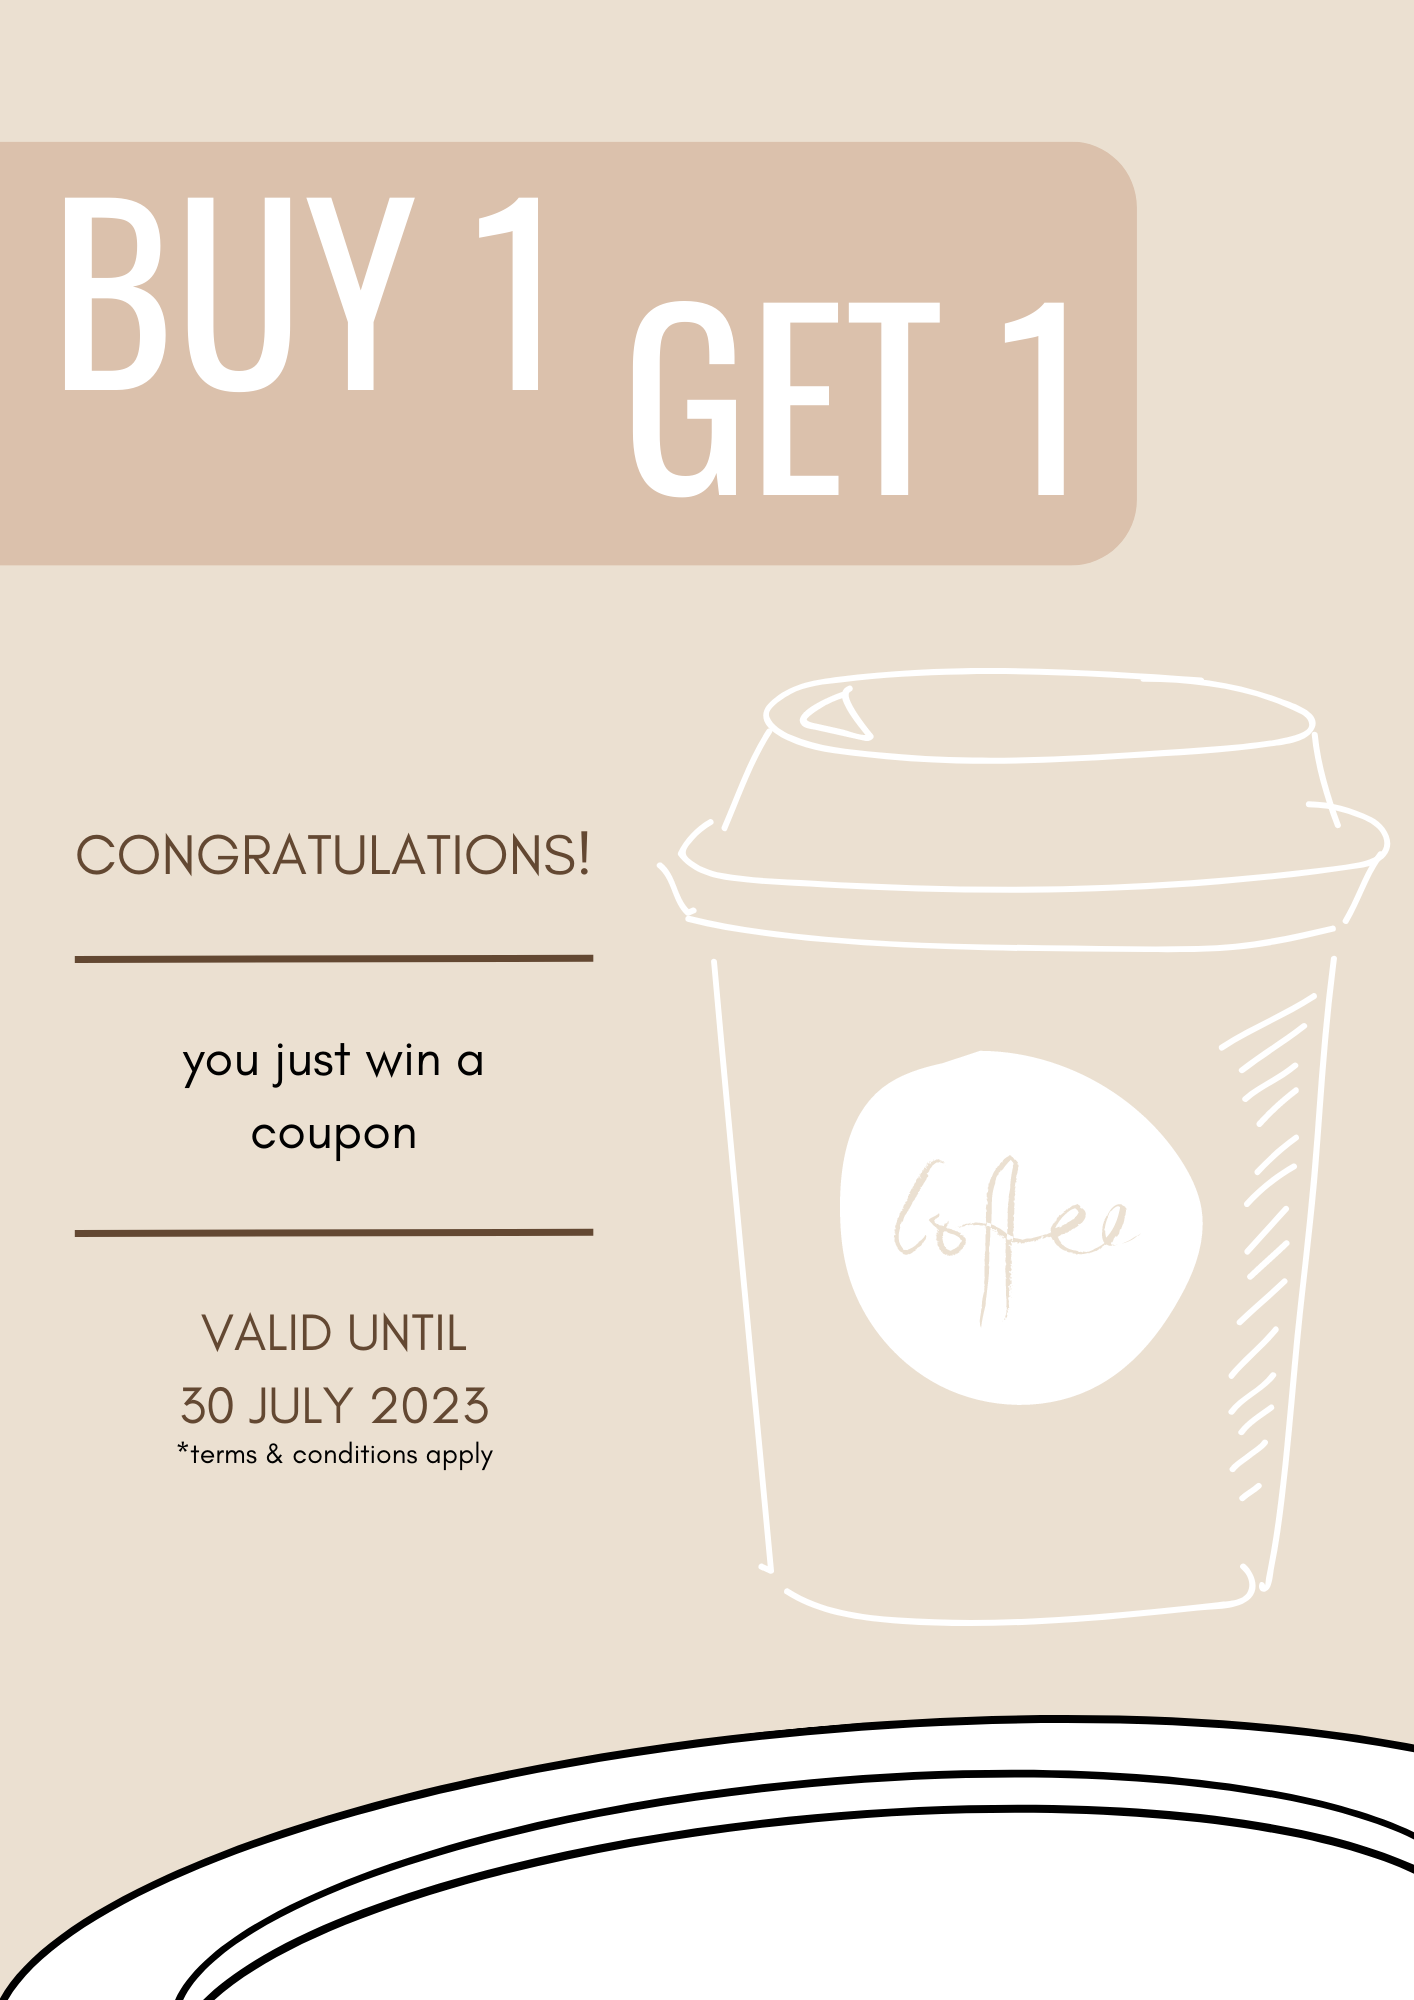 BUY 1
GET 1
CONGRATULATIONS!
you just win a
coupon
Coffee
VALID UNTIL
30 JULY 2023
*terms & conditions apply